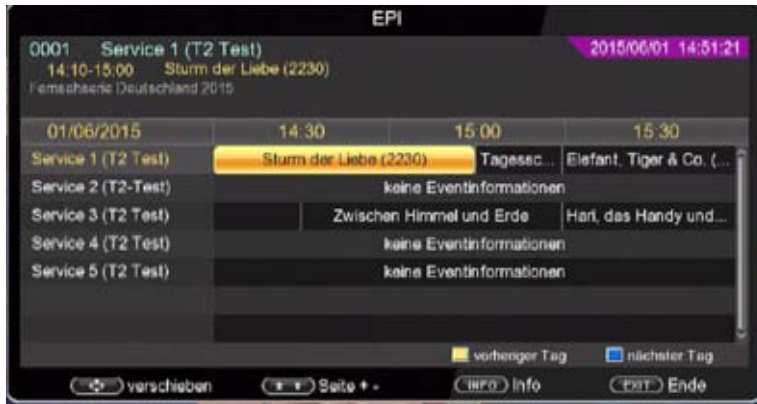 EPI
0001 Service 1 (T2 Test) 2015/06/01 14:51:21
14:10-15:00 Sturm der Liebe (2230)
Fernsehserie Deutschland 2015
01/06/2015 14:30 15:00 15:30
Service 1 (T2 Test) Sturm der Liebe (2230) Tagessc... Elefant, Tiger & Co. (...
Service 2 (T2-Test) keine Eventinformationen
Service 3 (T2 Test) Zwischen Himmel und Erde Hari, das Handy und...
Service 4 (T2 Test) keine Eventinformationen
Service 5 (T2 Test) keine Eventinformationen
vorheriger Tag nächster Tag
verschieben Seite + - INFO Info EXIT Ende